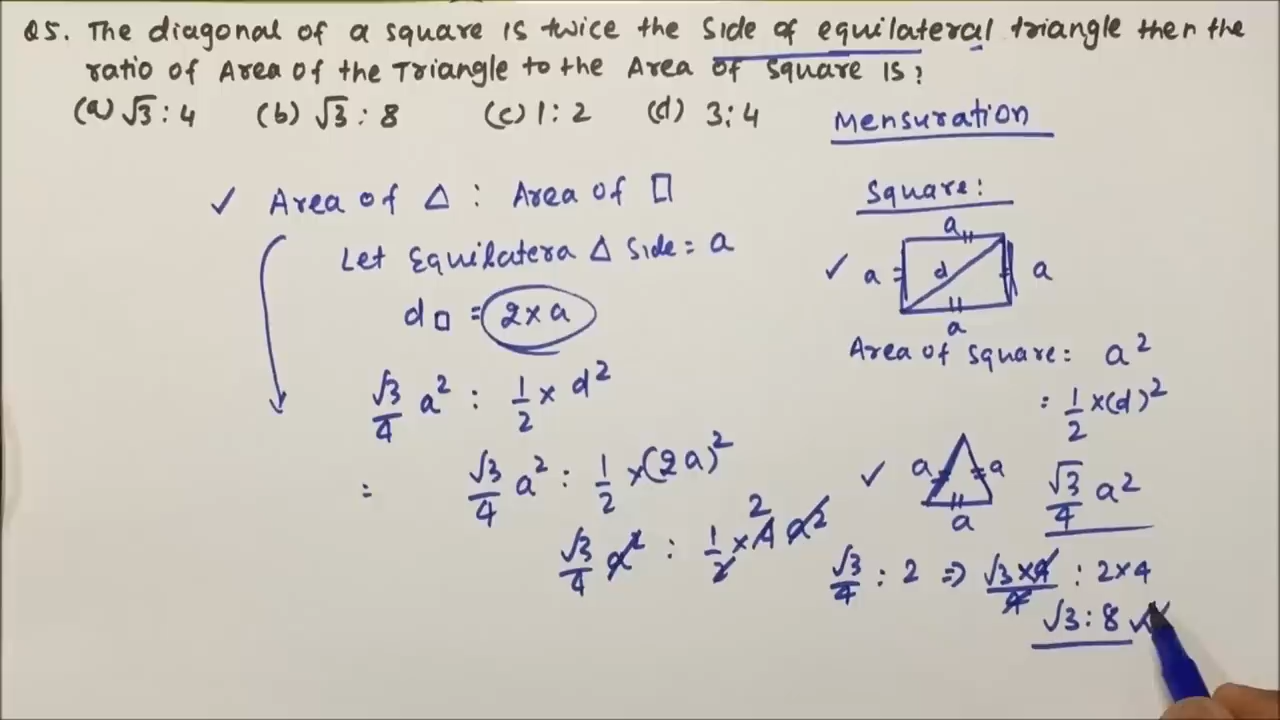 Q5. The diagonal of a square is twice the side of equilateral triangle then the
ratio of Area of the Triangle to the Area of square is?
(a) √3 : 4 (b) √3 : 8 (c) 1 : 2 (d) 3 : 4
Mensuration
✓ Area of △ : Area of □
Let Equilatera △ side = a
d□ = 2×a
√3/4 a² : 1/2 × d²
= √3/4 a² : 1/2 ×(2a)²
√3/4 a² : 1/2 × 4 a² 2
Square:
a
✓ a d a
a
Area of square: a²
: 1/2 ×(d)²
✓ a a √3/4 a²
a
√3/4 : 2 ⇒ √3×4/4 : 2×4
√3 : 8 ✓